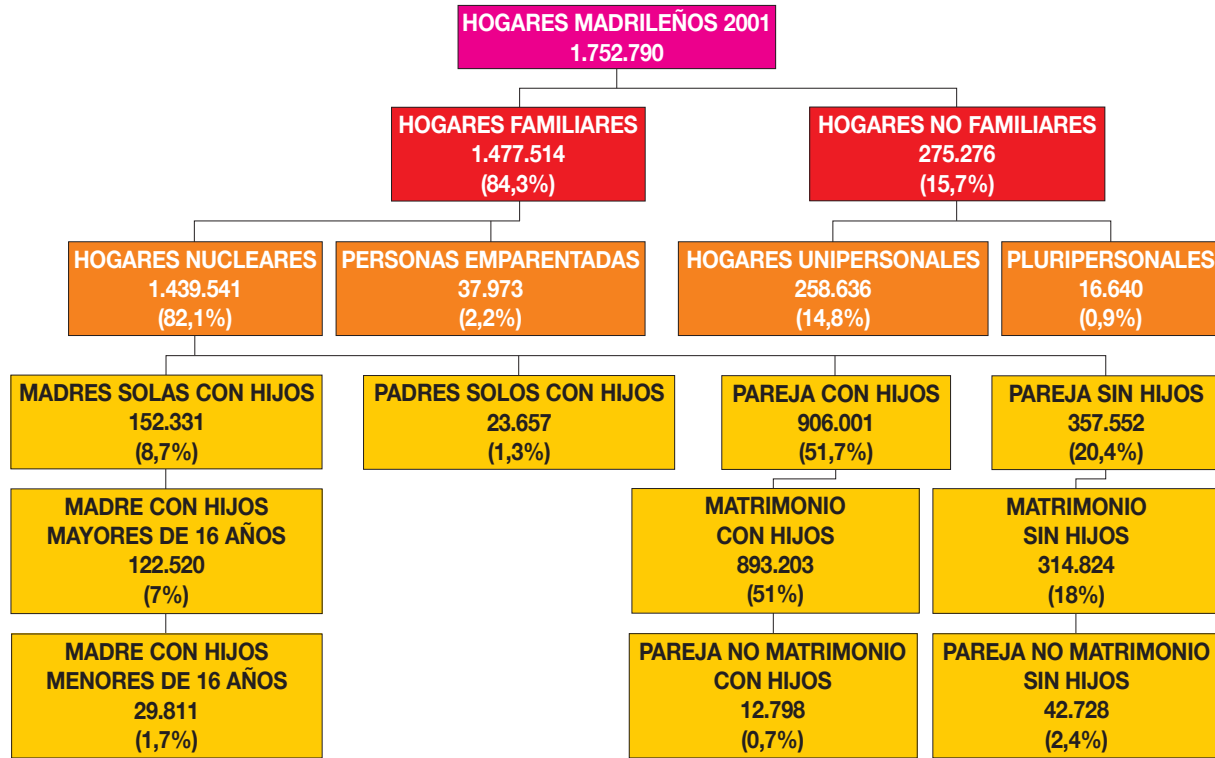 HOGARES MADRILEÑOS 2001
1.752.790
HOGARES FAMILIARES
1.477.514
(84,3%)
HOGARES NO FAMILIARES
275.276
(15,7%)
HOGARES NUCLEARES
1.439.541
(82,1%)
PERSONAS EMPARENTADAS
37.973
(2,2%)
HOGARES UNIPERSONALES
258.636
(14,8%)
PLURIPERSONALES
16.640
(0,9%)
MADRES SOLAS CON HIJOS
152.331
(8,7%)
PADRES SOLOS CON HIJOS
23.657
(1,3%)
PAREJA CON HIJOS
906.001
(51,7%)
PAREJA SIN HIJOS
357.552
(20,4%)
MADRE CON HIJOS
MAYORES DE 16 AÑOS
122.520
(7%)
MATRIMONIO
CON HIJOS
893.203
(51%)
MATRIMONIO
SIN HIJOS
314.824
(18%)
MADRE CON HIJOS
MENORES DE 16 AÑOS
29.811
(1,7%)
PAREJA NO MATRIMONIO
CON HIJOS
12.798
(0,7%)
PAREJA NO MATRIMONIO
SIN HIJOS
42.728
(2,4%)